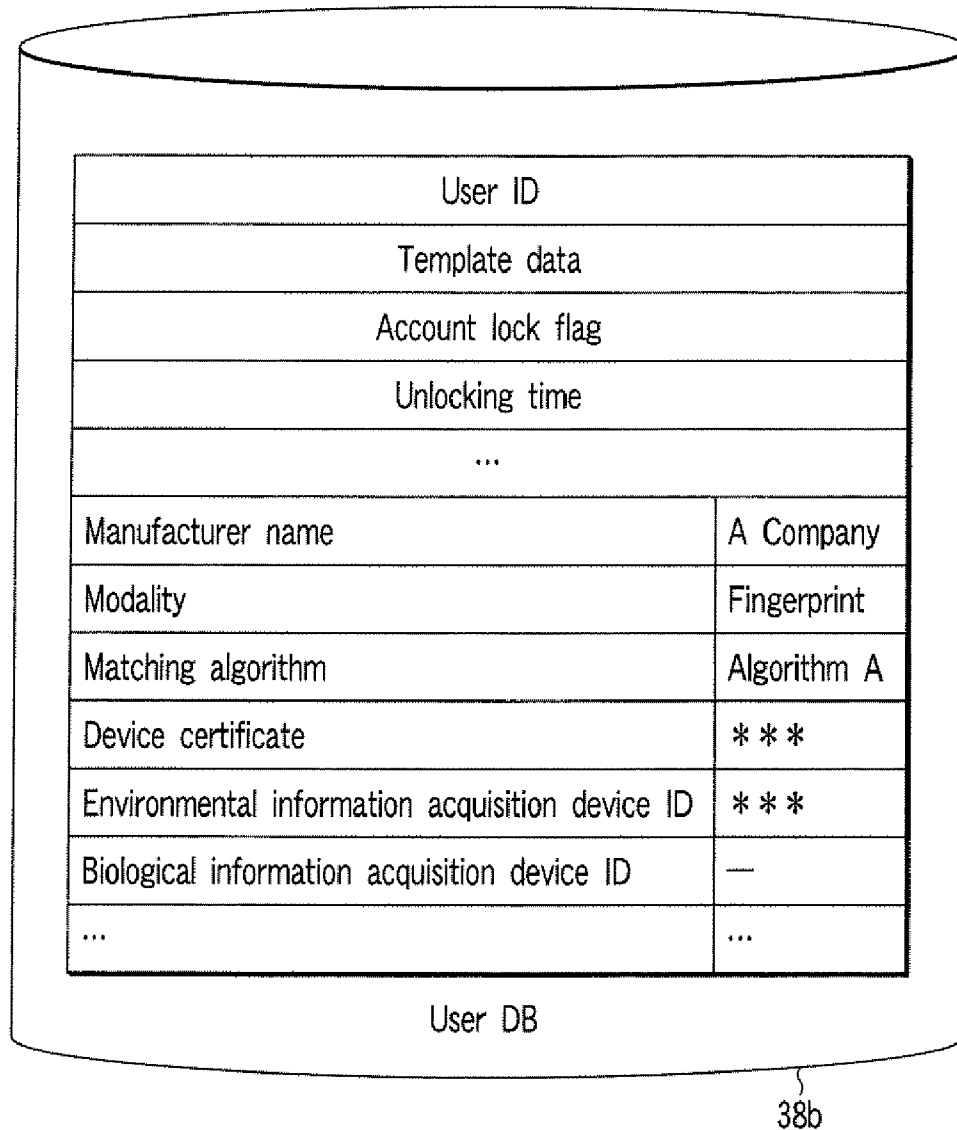 User ID
Template data
Account lock flag
Unlocking time
...
Manufacturer name A Company
Modality Fingerprint
Matching algorithm Algorithm A
Device certificate ***
Environmental information acquisition device ID ***
Biological information acquisition device ID —
... ...
User DB
38b